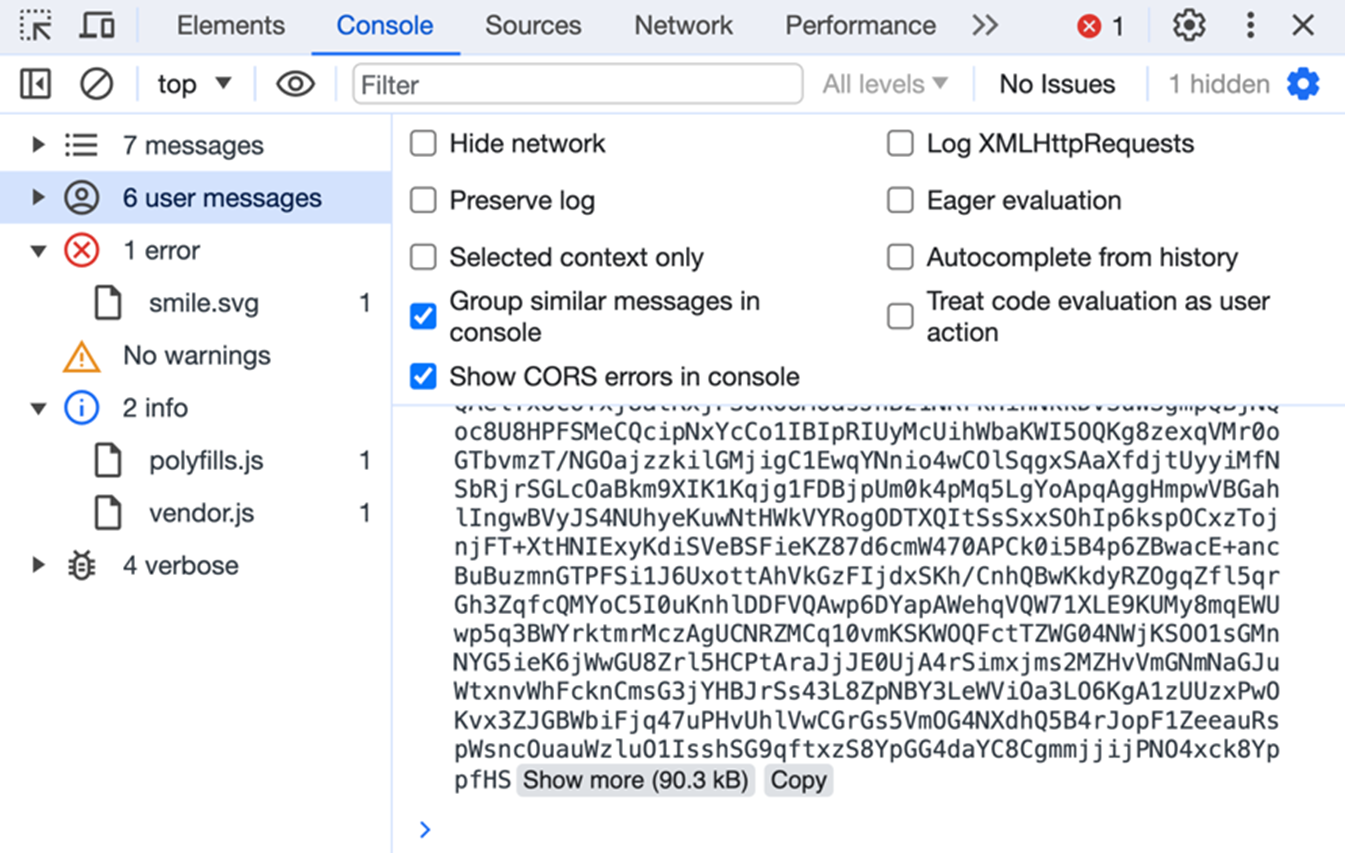 Elements Console Sources Network Performance 1
top Filter All levels No Issues 1 hidden
7 messages
6 user messages
1 error
smile.svg 1
No warnings
2 info
polyfills.js 1
vendor.js 1
4 verbose
Hide network
Log XMLHttpRequests
Preserve log
Eager evaluation
Selected context only
Autocomplete from history
Group similar messages in
console
Treat code evaluation as user
action
Show CORS errors in console
oc8U8HPFSMeCQcipNxYcCo1IBIpRIUyMcUihWbaKWI5OQKg8zexqVMr0o
GTbvmzT/NGOajzzkilGMjigC1EwqYNnio4wCOlSqgxSAaXfdjtUyyiMfN
SbRjrSGLcOaBkm9XIK1Kqjg1FDBjpUm0k4pMq5LgYoApqAggHmpwVBGah
lIngwBVyJS4NUhyeKuwNtHWkVYRogODTXQItSsSxxSOhIp6kspOCxzToj
njFT+XtHNIExyKdiSVeBSFieKZ87d6cmW470APCk0i5B4p6ZBwacE+anc
BuBuzmnGTPFSi1J6UxottAhVkGzFIjdxSKh/CnhQBwKkdyRZOgqZfl5qr
Gh3ZqfcQMYoC5I0uKnhlDDFVQAwp6DYapAWehqVQW71XLE9KUMy8mqEWU
wp5q3BWYrktmrMczAgUCNRZMCq10vmKSKWOQFctTZWG04NWjKSOO1sGMn
NYG5ieK6jWwGU8Zrl5HCPtAraJjJE0UjA4rSimxjms2MZHvVmGNmNaGJu
WtxnvWhFcknCmsG3jYHBJrSs43L8ZpNBY3LeWViOa3LO6KgA1zUUzxPwO
Kvx3ZJGBWbiFjq47uPHvUhlVwCGrGs5VmOG4NXdhQ5B4rJopF1ZeeauRs
pWsncOuauWzluO1IsshSG9qftxzS8YpGG4daYC8CgmmjjijPNO4xck8Yp
pfHS Show more (90.3 kB) Copy